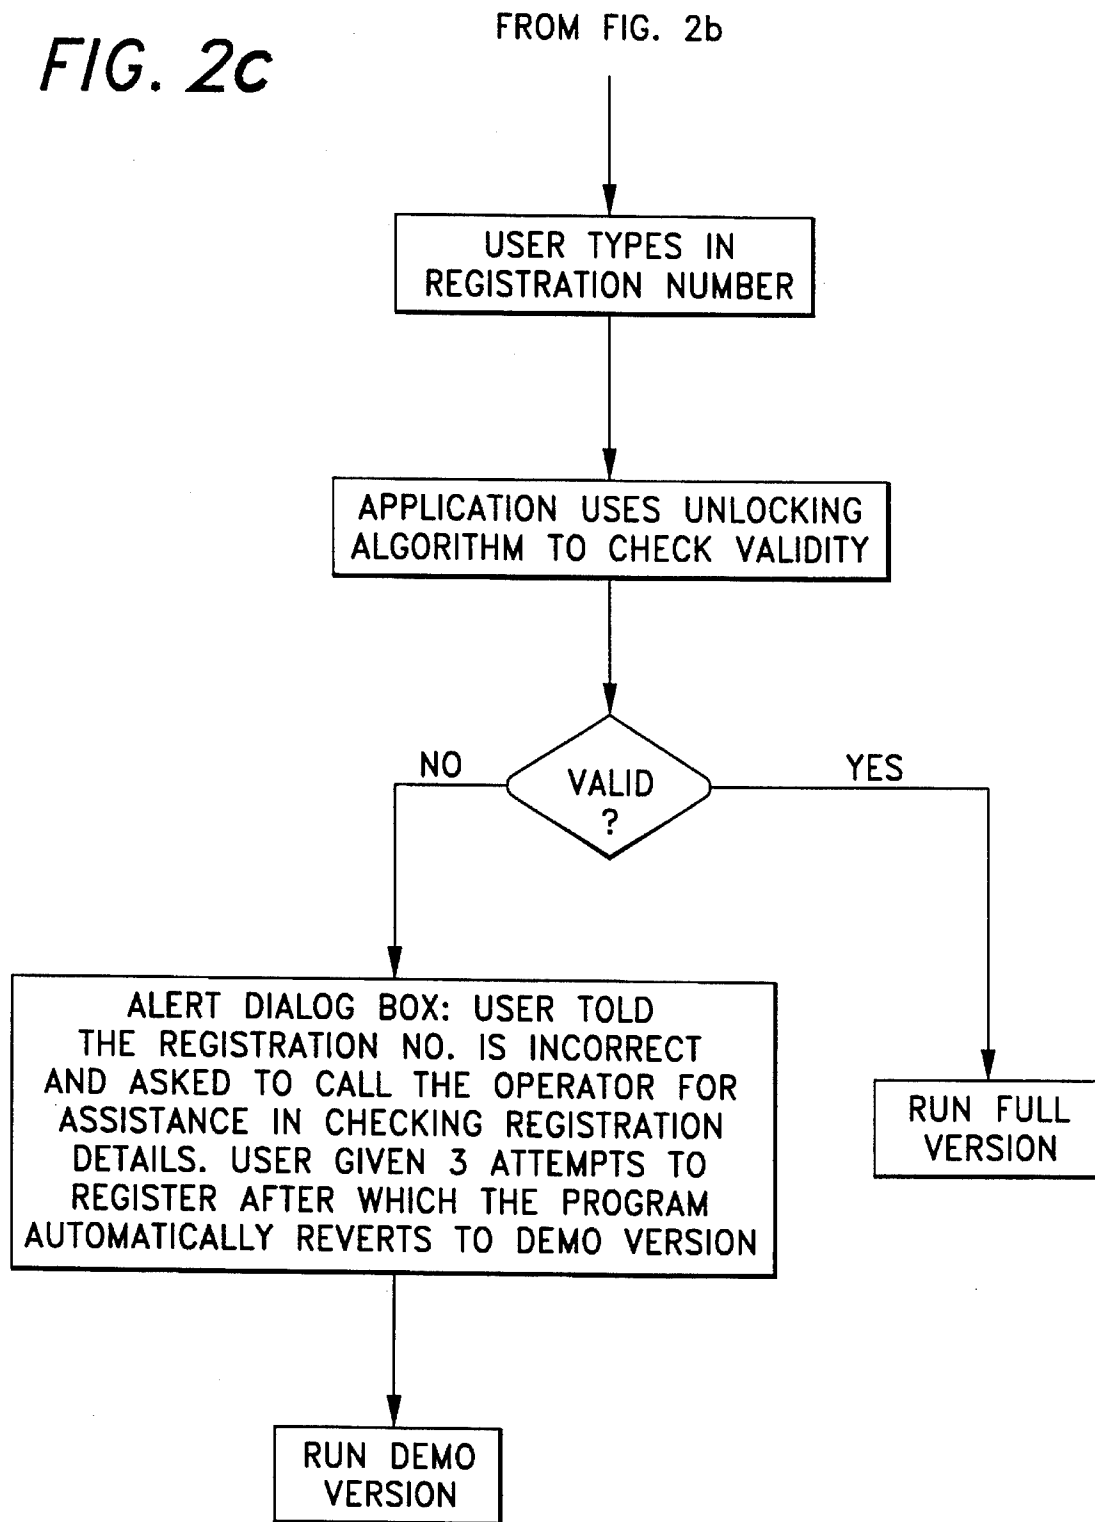 FROM FIG. 2b
FIG. 2c
USER TYPES IN
REGISTRATION NUMBER
APPLICATION USES UNLOCKING
ALGORITHM TO CHECK VALIDITY
NO
VALID
?
YES
ALERT DIALOG BOX: USER TOLD
THE REGISTRATION NO. IS INCORRECT
AND ASKED TO CALL THE OPERATOR FOR
ASSISTANCE IN CHECKING REGISTRATION
DETAILS. USER GIVEN 3 ATTEMPTS TO
REGISTER AFTER WHICH THE PROGRAM
AUTOMATICALLY REVERTS TO DEMO VERSION
RUN FULL
VERSION
RUN DEMO
VERSION